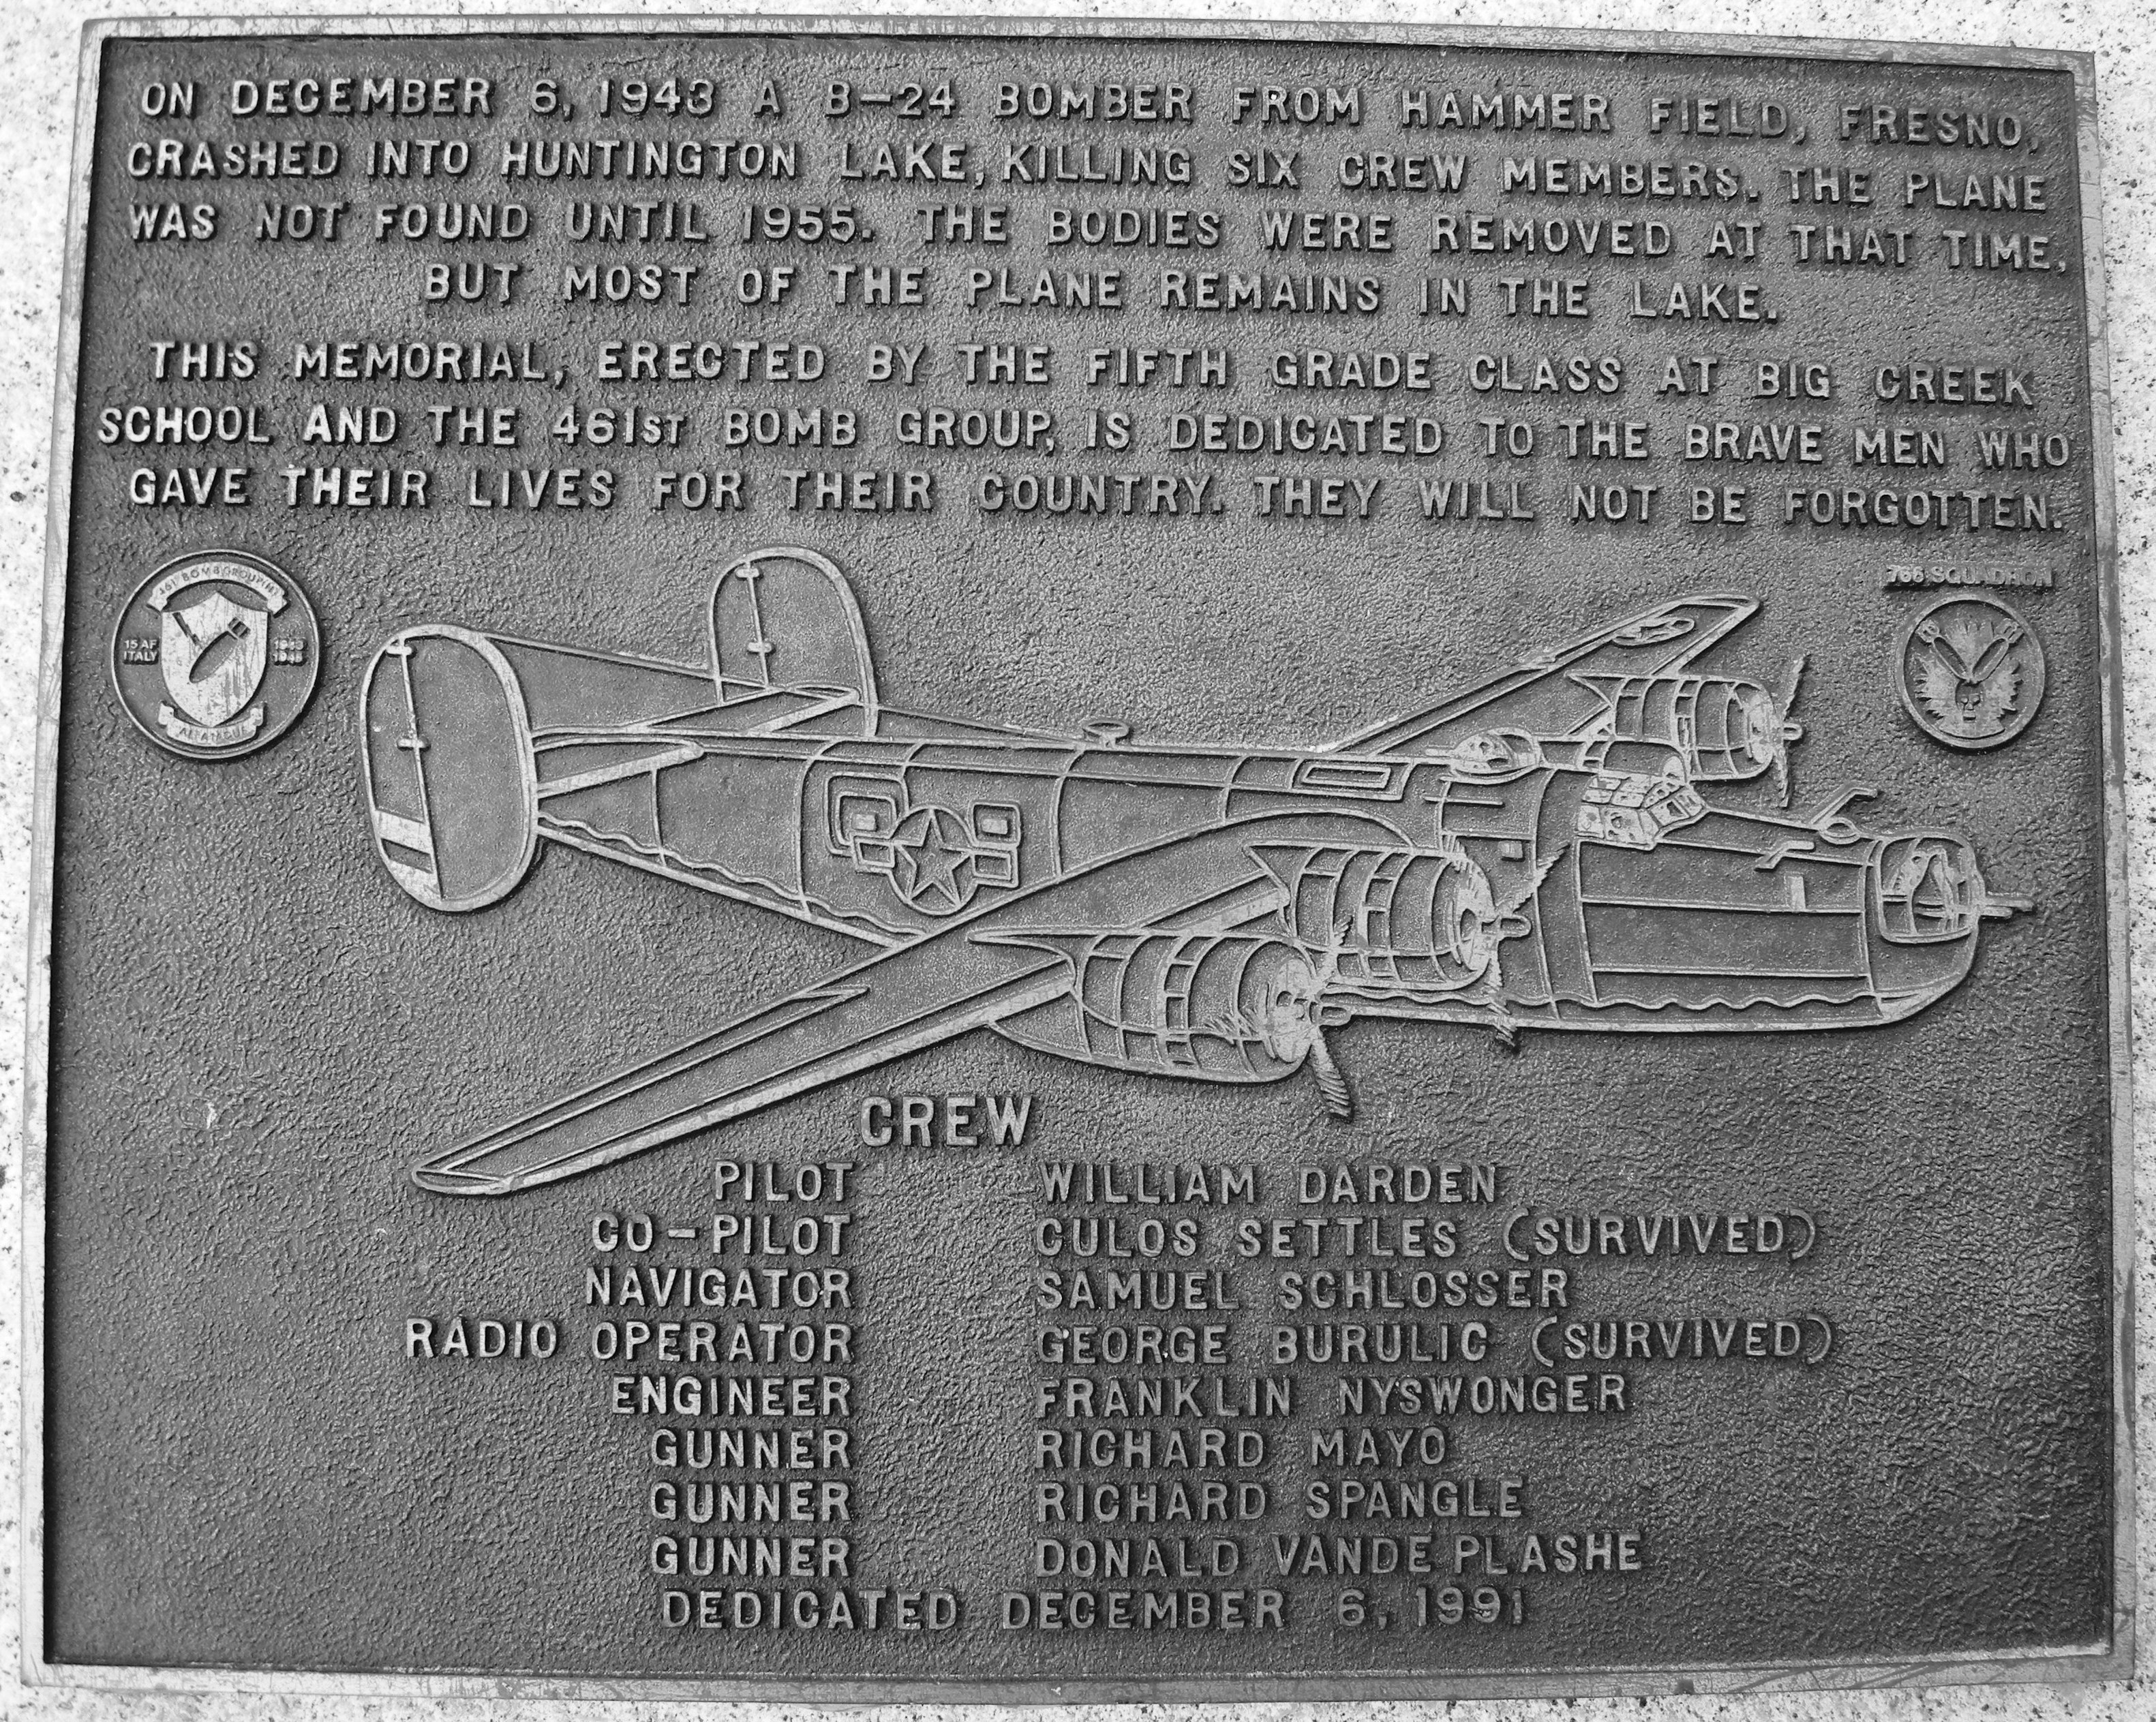 ON DECEMBER 6, 1943 A B-24 BOMBER FROM HAMMER FIELD, FRESNO,
CRASHED INTO HUNTINGTON LAKE, KILLING SIX CREW MEMBERS. THE PLANE
WAS NOT FOUND UNTIL 1955. THE BODIES WERE REMOVED AT THAT TIME,
BUT MOST OF THE PLANE REMAINS IN THE LAKE.
THIS MEMORIAL, ERECTED BY THE FIFTH GRADE CLASS AT BIG CREEK
SCHOOL AND THE 461ST BOMB GROUP, IS DEDICATED TO THE BRAVE MEN WHO
GAVE THEIR LIVES FOR THEIR COUNTRY. THEY WILL NOT BE FORGOTTEN.
461 BOMBGROUP(H)
15 AF 1943
ITALY 1945
AL ATAQUE
766 SQUADRON
CREW
PILOT WILLIAM DARDEN
CO-PILOT CULOS SETTLES (SURVIVED)
NAVIGATOR SAMUEL SCHLOSSER
RADIO OPERATOR GEORGE BURULIC (SURVIVED)
ENGINEER FRANKLIN NYSWONGER
GUNNER RICHARD MAYO
GUNNER RICHARD SPANGLE
GUNNER DONALD VANDE PLASHE
DEDICATED DECEMBER 6, 1991